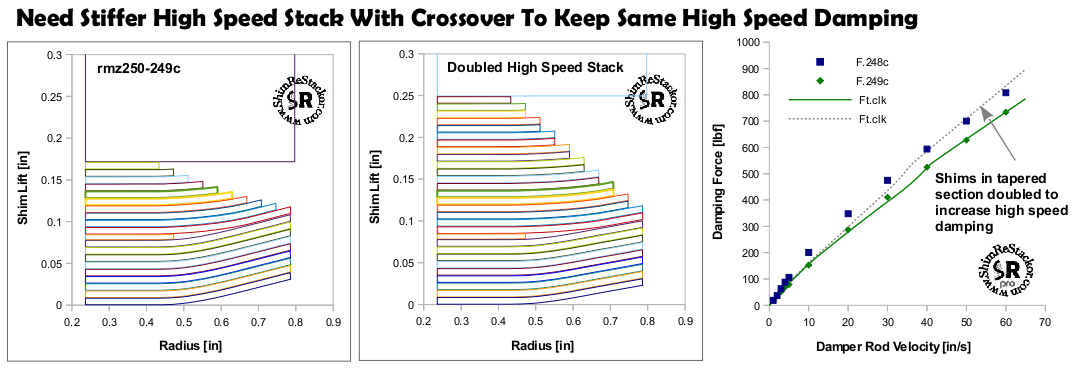 Need Stiffer High Speed Stack With Crossover To Keep Same High Speed Damping
rmz250-249c
ShimReStackor.com www.
SR
0.3
0.25
0.2
0.15
0.1
0.05
0
Shim Lift [in]
0.2 0.3 0.4 0.5 0.6 0.7 0.8 0.9
Radius [in]
Doubled High Speed Stack
ShimReStackor.com www.
SR
0.3
0.25
0.2
0.15
0.1
0.05
0
Shim Lift [in]
0.2 0.3 0.4 0.5 0.6 0.7 0.8 0.9
Radius [in]
1000
900
800
700
600
500
400
300
200
100
0
Damping Force [lbf]
F.248c
F.249c
Ft.clk
Ft.clk
Shims in tapered
section doubled to
increase high speed
damping
www.ShimReStackor.com
SR
pro
0 10 20 30 40 50 60 70
Damper Rod Velocity [in/s]